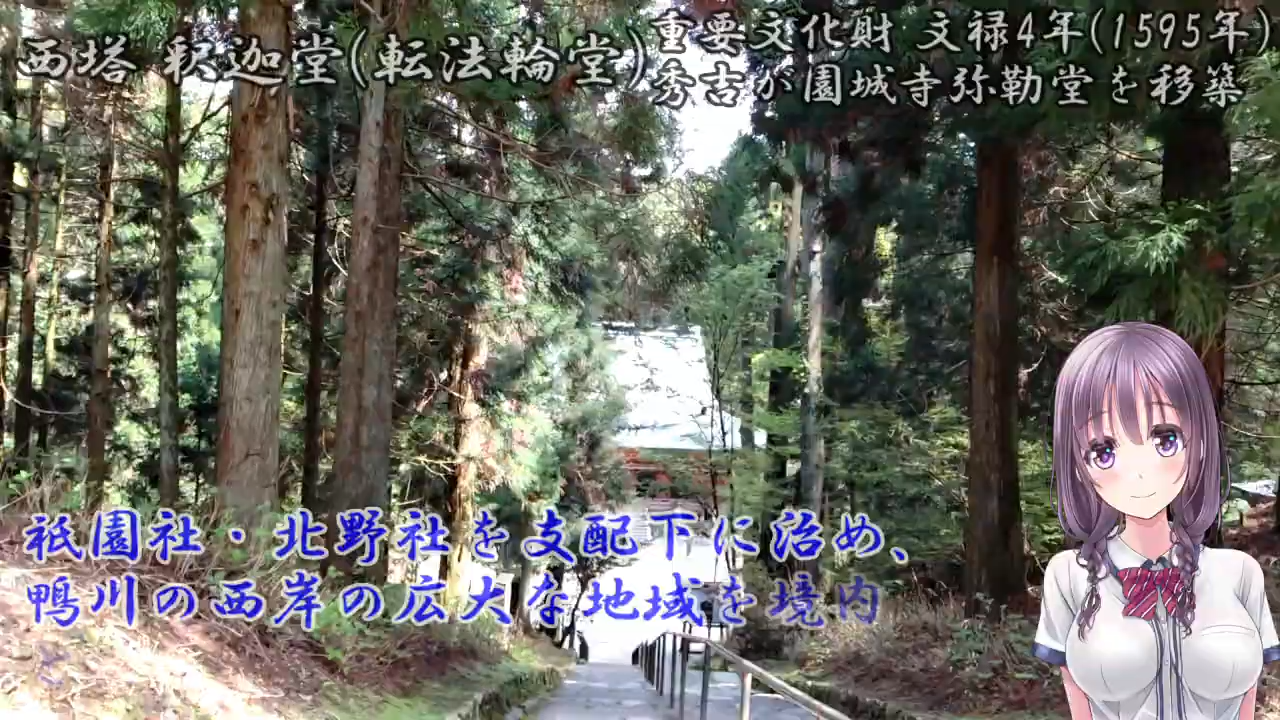 西塔 釈迦堂(転法輪堂)
重要文化財 文禄4年(1595年)
秀吉が園城寺弥勒堂を移築
祇園社・北野社を支配下に治め、
鴨川の西岸の広大な地域を境内
と